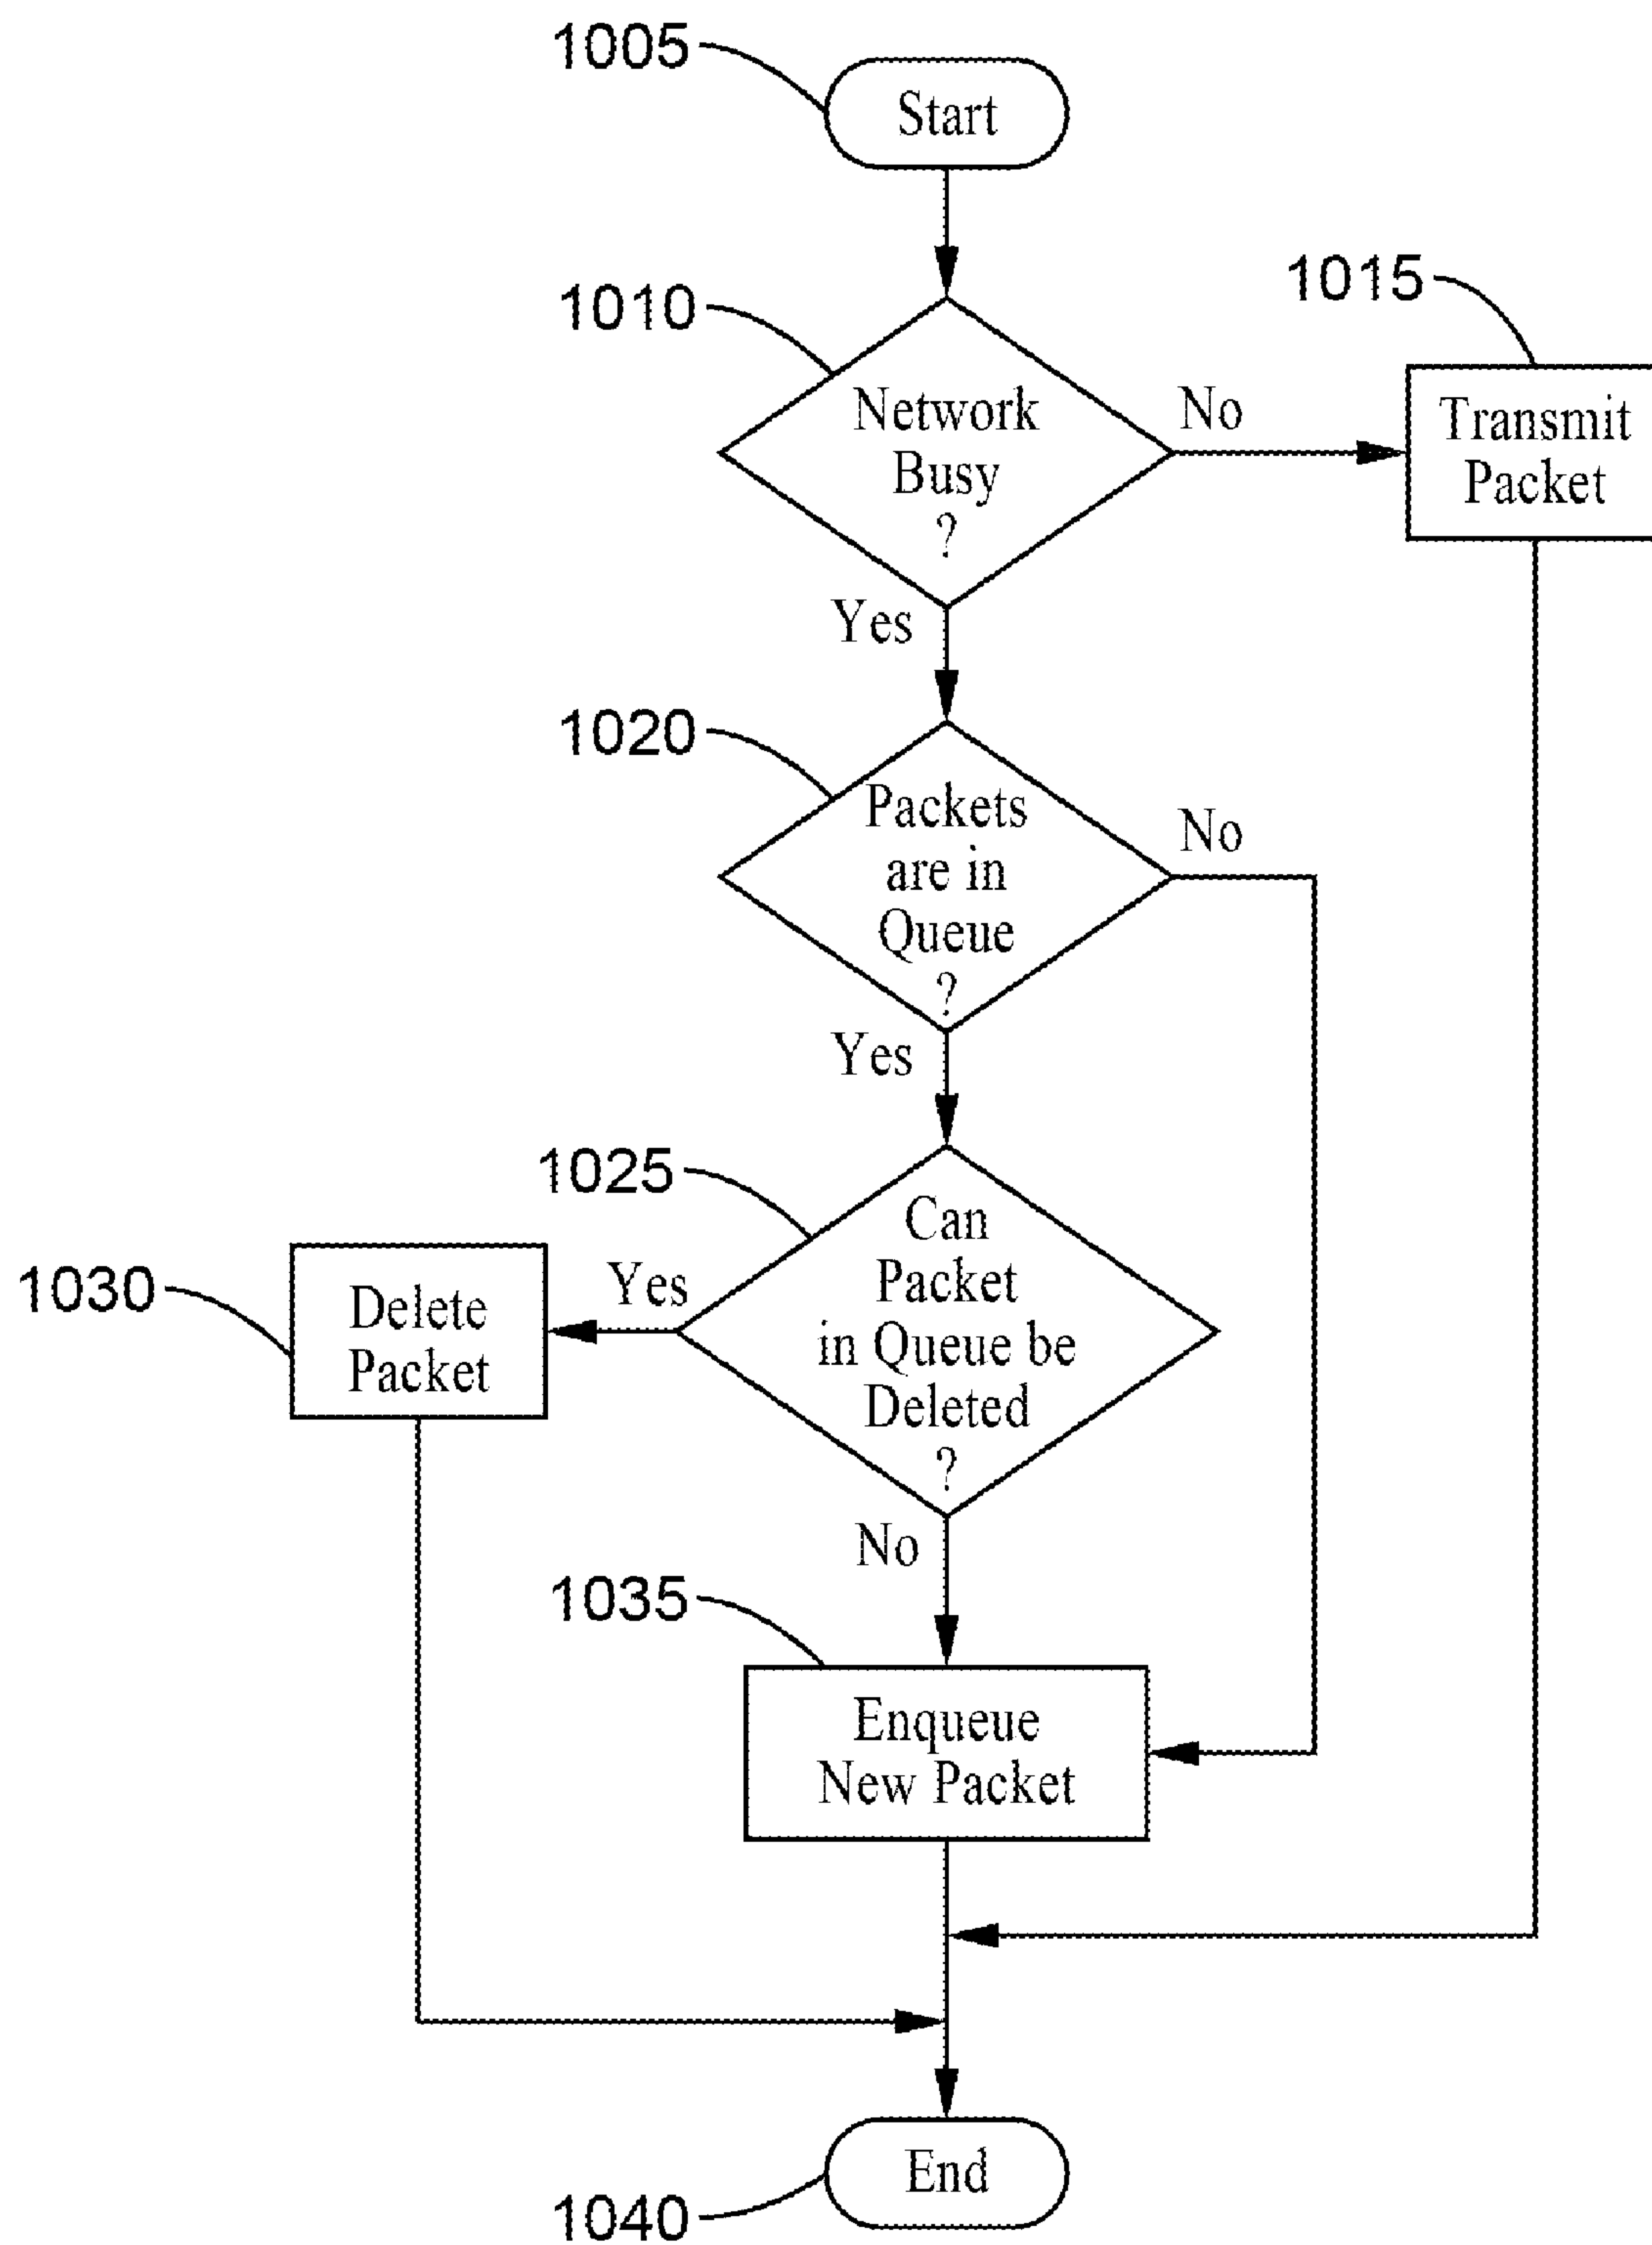 1005
Start
1010
Network
Busy
?
No
1015
Transmit
Packet
Yes
1020
Packets
are in
Queue
?
No
Yes
1025
Can
Packet
in Queue be
Deleted
?
Yes
1030
Delete
Packet
No
1035
Enqueue
New Packet
End
1040